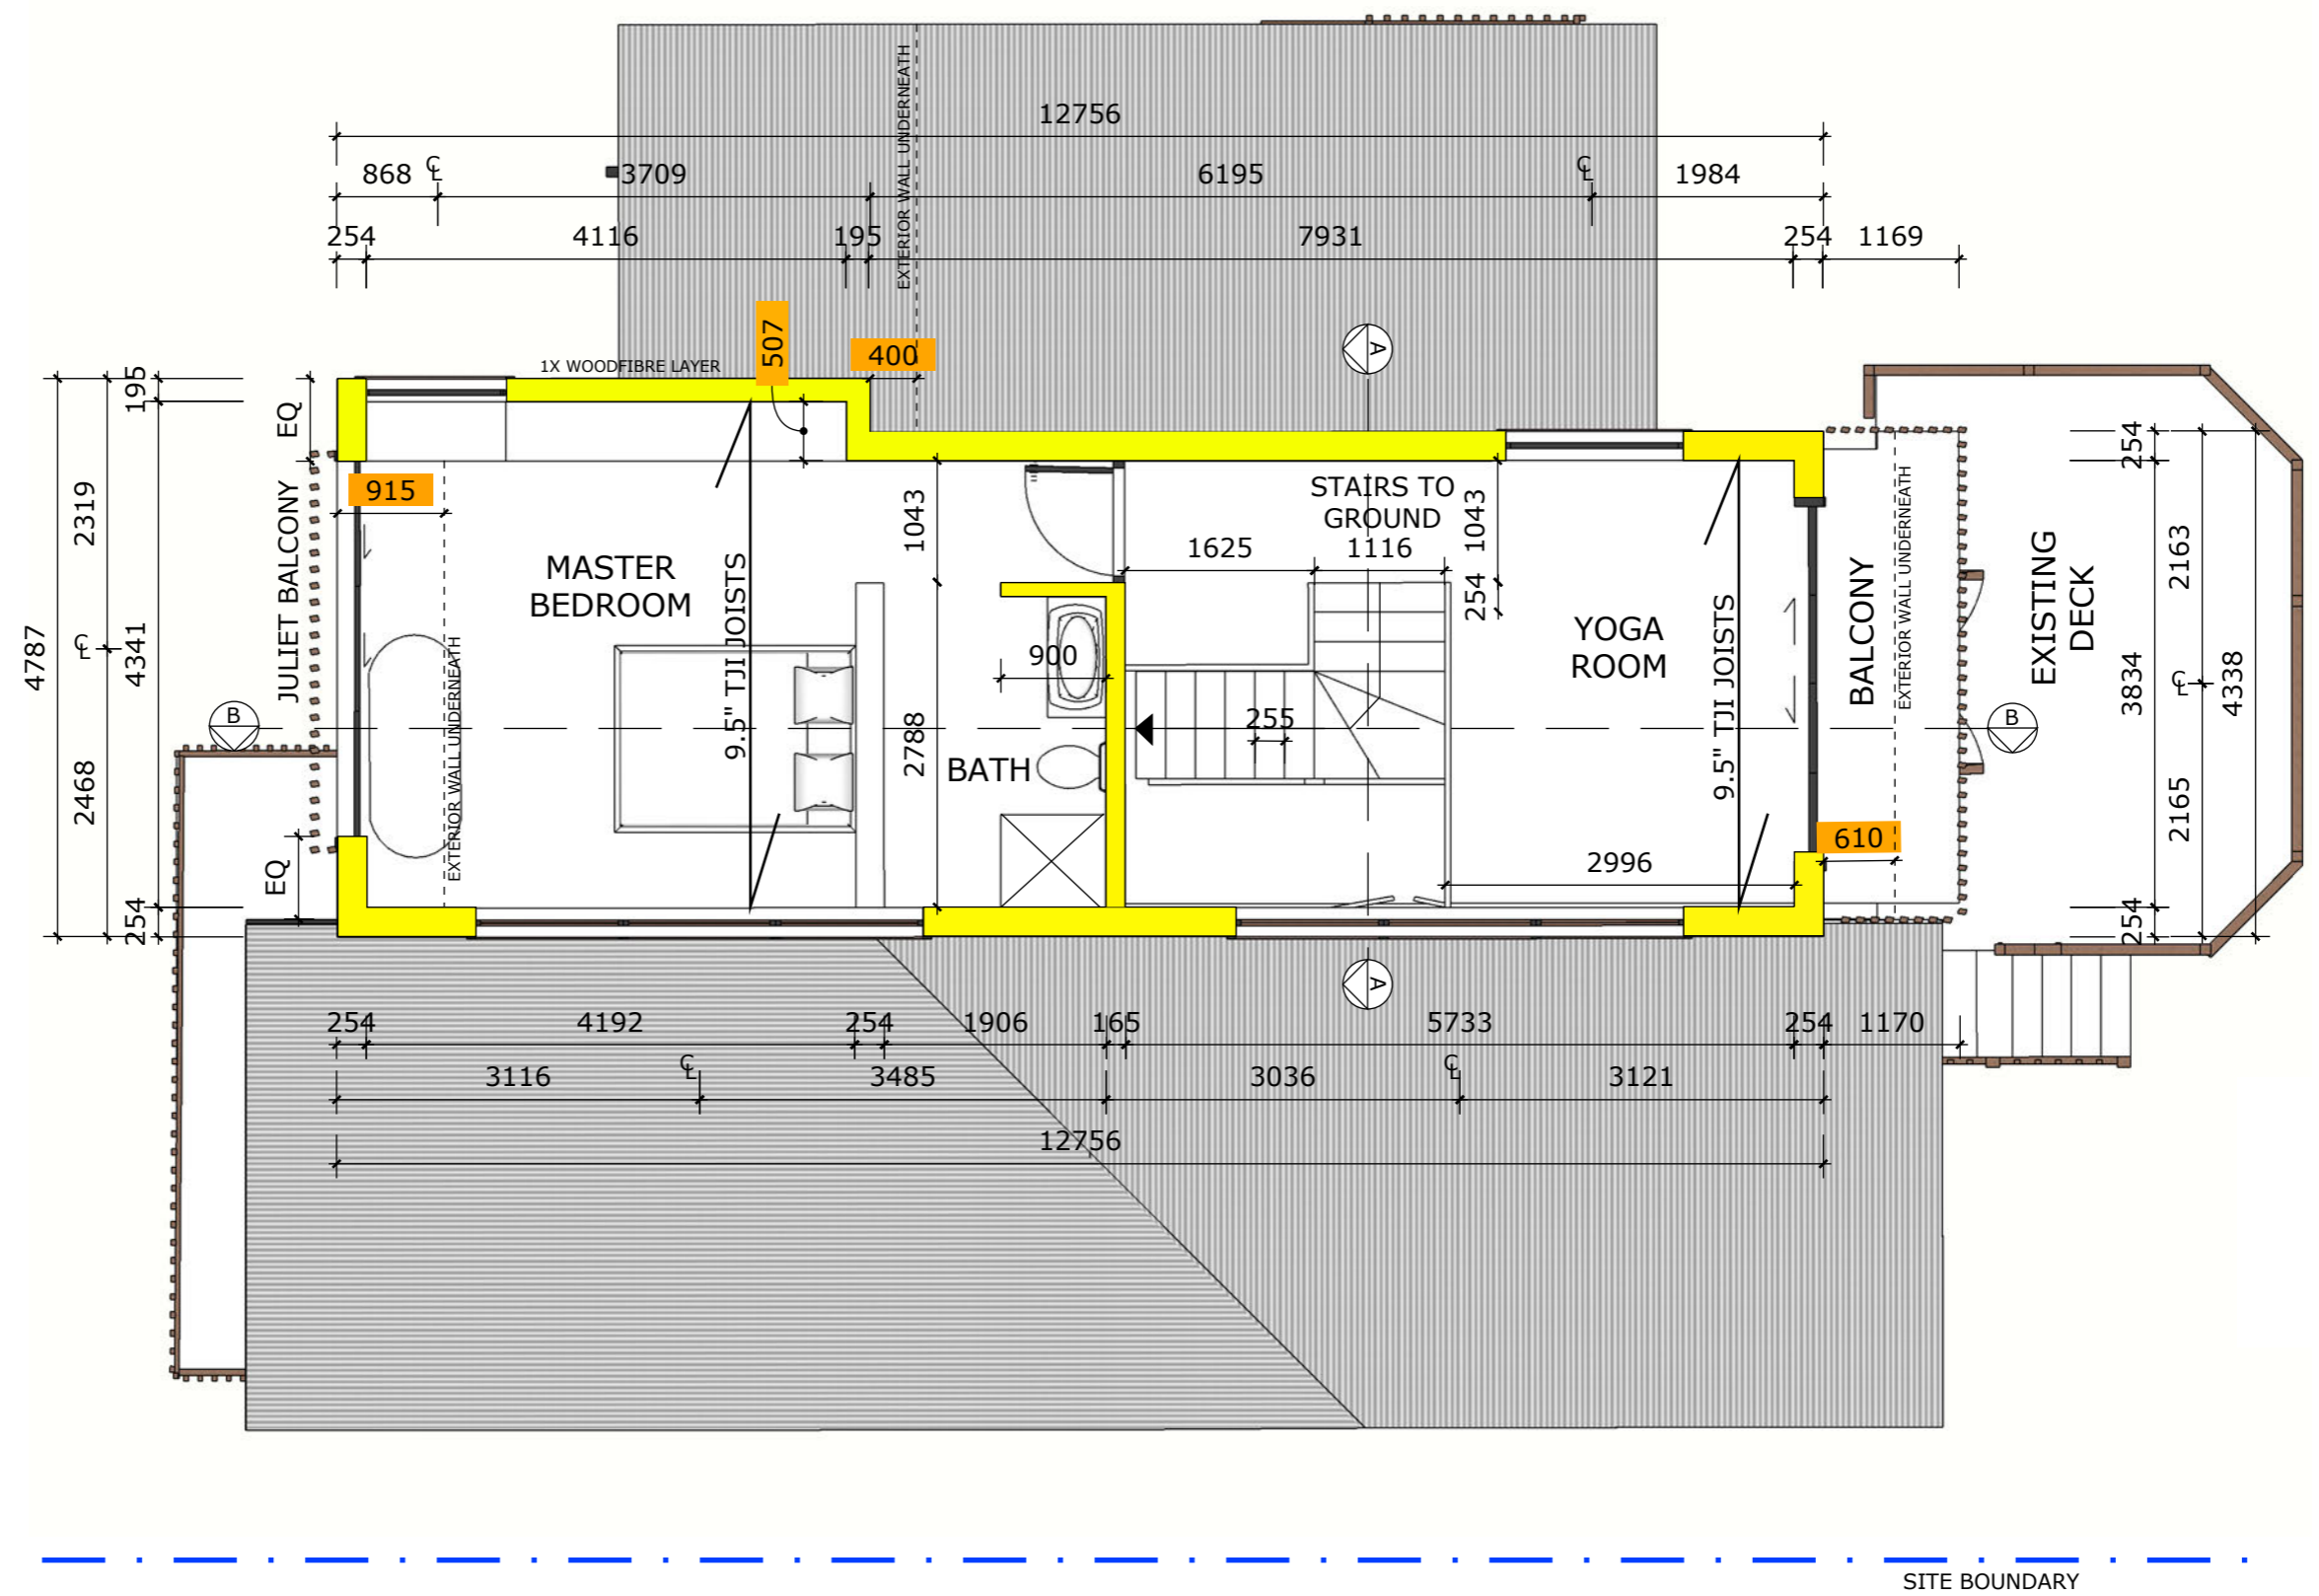 12756
868 ℄ 3709 6195 ℄ 1984
254 4116 195 7931 254 1169
EXTERIOR WALL UNDERNEATH
507
400
1X WOODFIBRE LAYER
A
195
EQ
915
JULIET BALCONY
2319
℄
4341
4787
2468
254
EQ
B
MASTER
BEDROOM
9.5" TJI JOISTS
EXTERIOR WALL UNDERNEATH
1043
2788
900
BATH
STAIRS TO
GROUND
1625 1116
1043
254
255
YOGA
ROOM
9.5" TJI JOISTS
2996
BALCONY
EXTERIOR WALL UNDERNEATH
610
B
EXISTING
DECK
254
2163
3834
℄
4338
2165
254
A
254 4192 254 1906 165 5733 254 1170
3116 ℄ 3485 3036 ℄ 3121
12756
SITE BOUNDARY